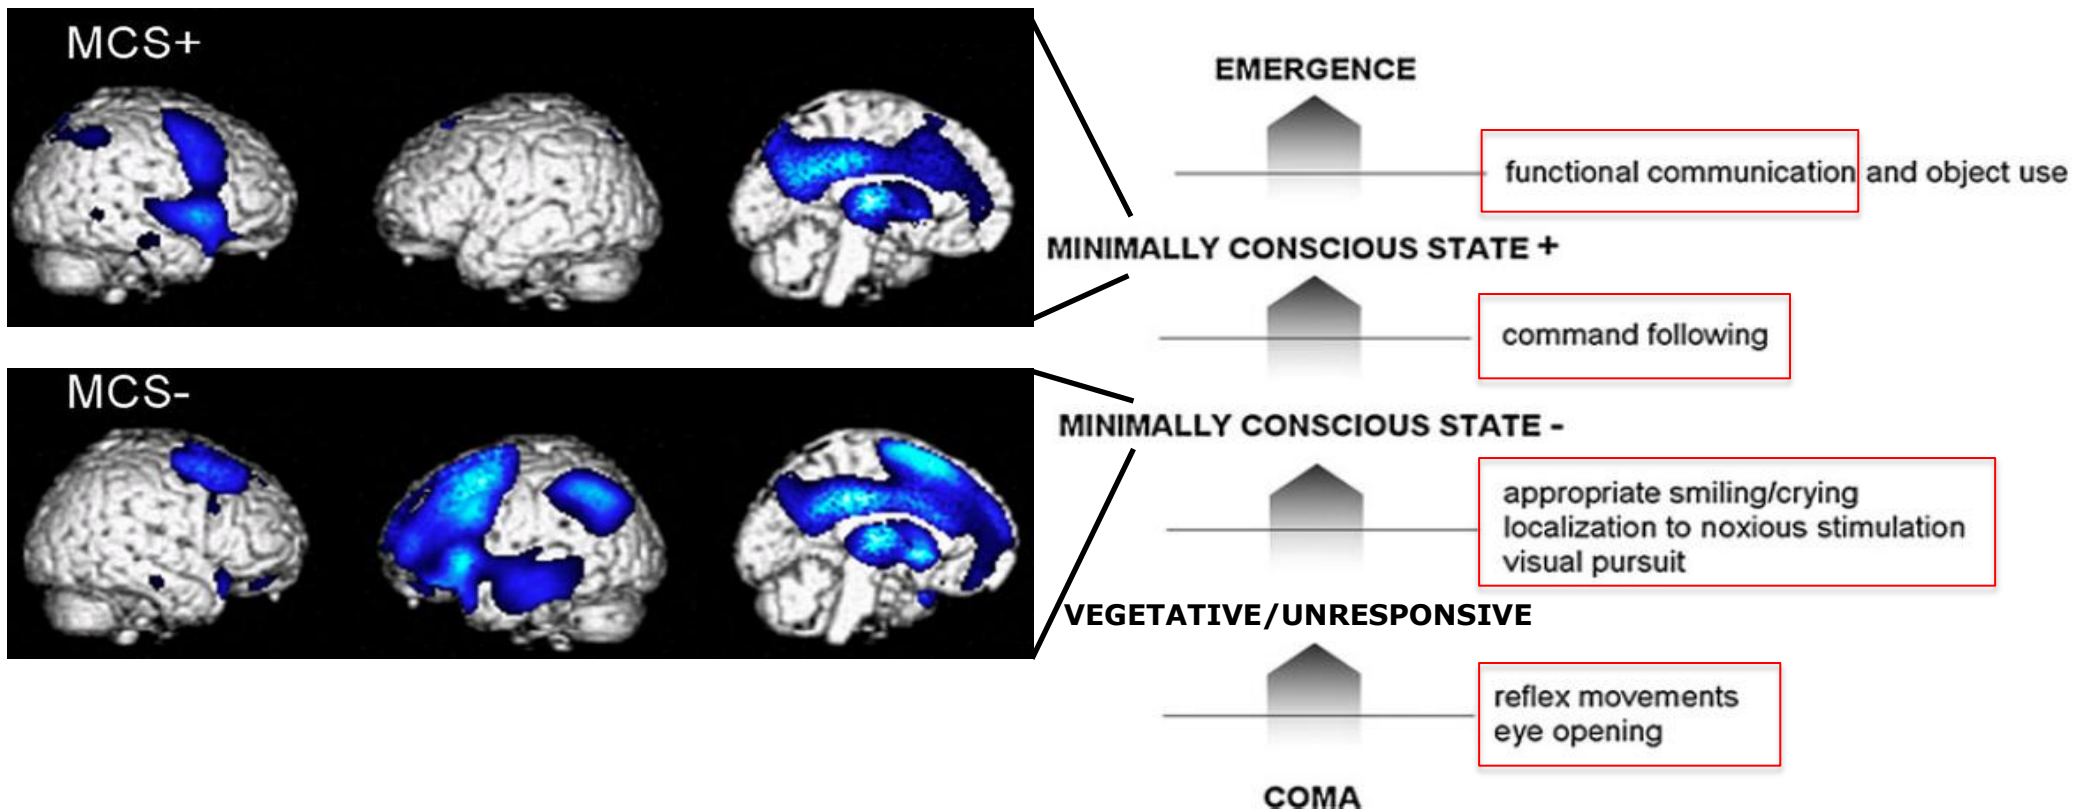 MCS+
EMERGENCE
functional communication and object use
MINIMALLY CONSCIOUS STATE +
command following
MCS-
MINIMALLY CONSCIOUS STATE -
appropriate smiling/crying
localization to noxious stimulation
visual pursuit
VEGETATIVE/UNRESPONSIVE
reflex movements
eye opening
COMA